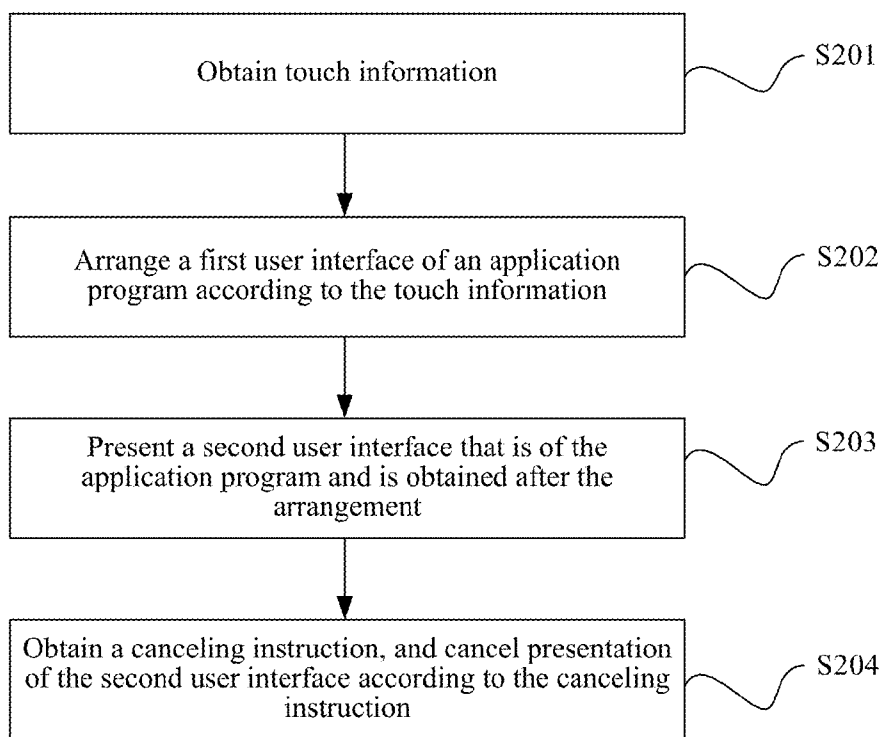 Obtain touch information
S201
Arrange a first user interface of an application
program according to the touch information
S202
Present a second user interface that is of the
application program and is obtained after the
arrangement
S203
Obtain a canceling instruction, and cancel presentation
of the second user interface according to the canceling
instruction
S204